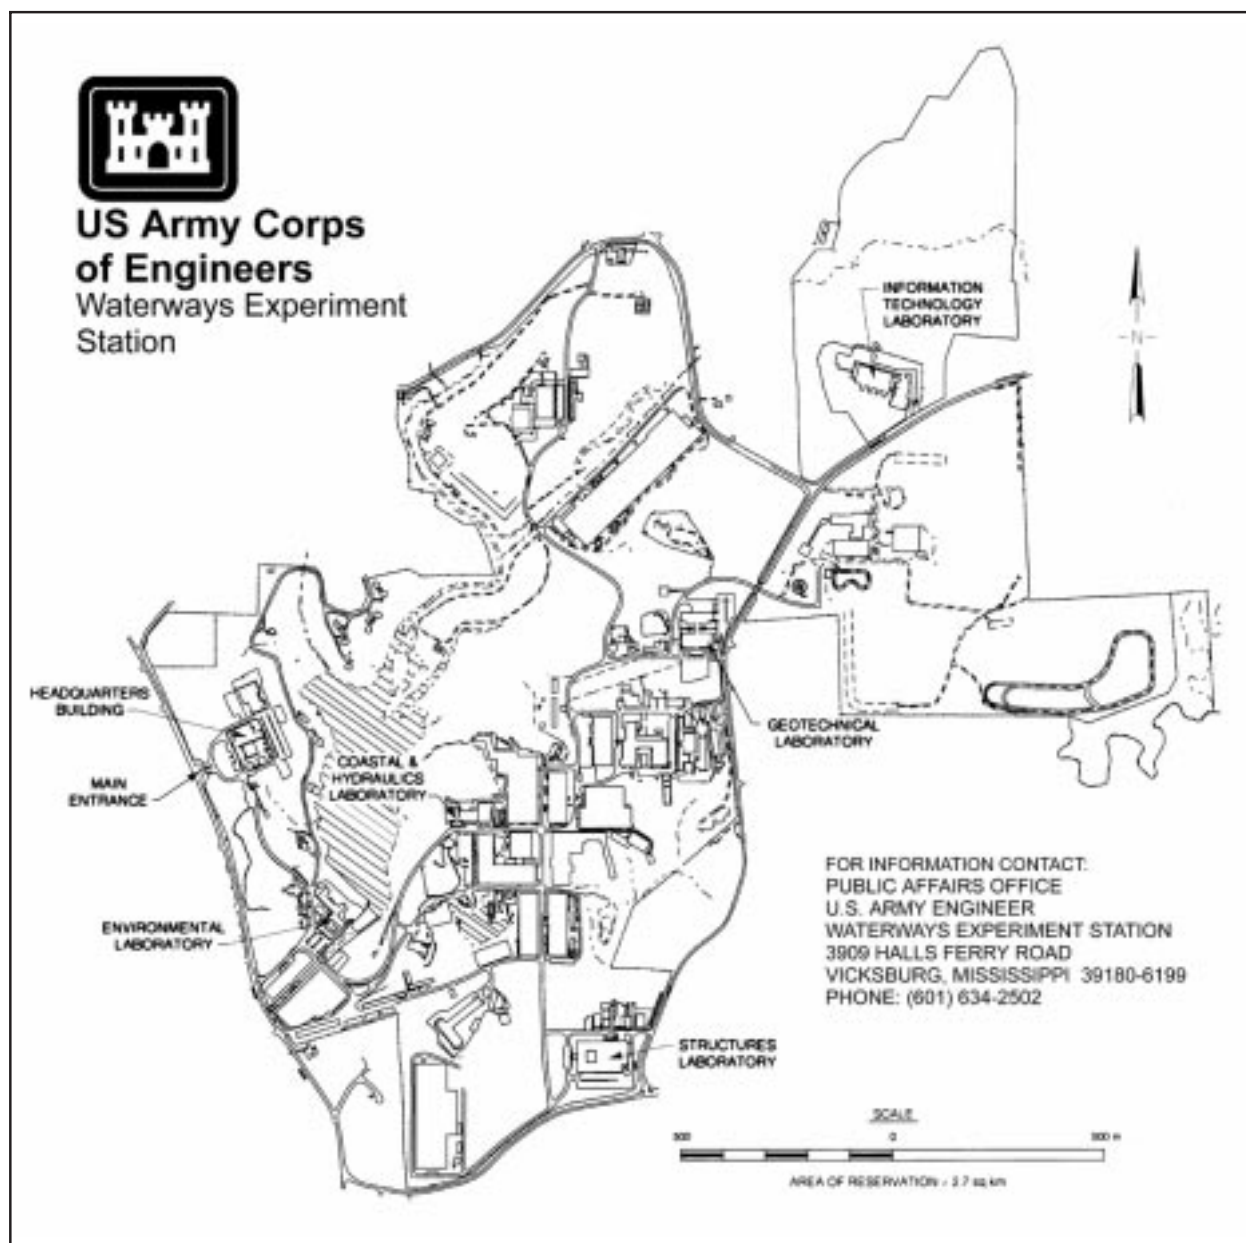 US Army Corps
of Engineers
Waterways Experiment
Station
INFORMATION
TECHNOLOGY
LABORATORY
N
HEADQUARTERS
BUILDING
MAIN
ENTRANCE
COASTAL &
HYDRAULICS
LABORATORY
GEOTECHNICAL
LABORATORY
ENVIRONMENTAL
LABORATORY
STRUCTURES
LABORATORY
FOR INFORMATION CONTACT:
PUBLIC AFFAIRS OFFICE
U.S. ARMY ENGINEER
WATERWAYS EXPERIMENT STATION
3909 HALLS FERRY ROAD
VICKSBURG, MISSISSIPPI 39180-6199
PHONE: (601) 634-2502
SCALE
500 0 500 m
AREA OF RESERVATION = 2.7 sq km